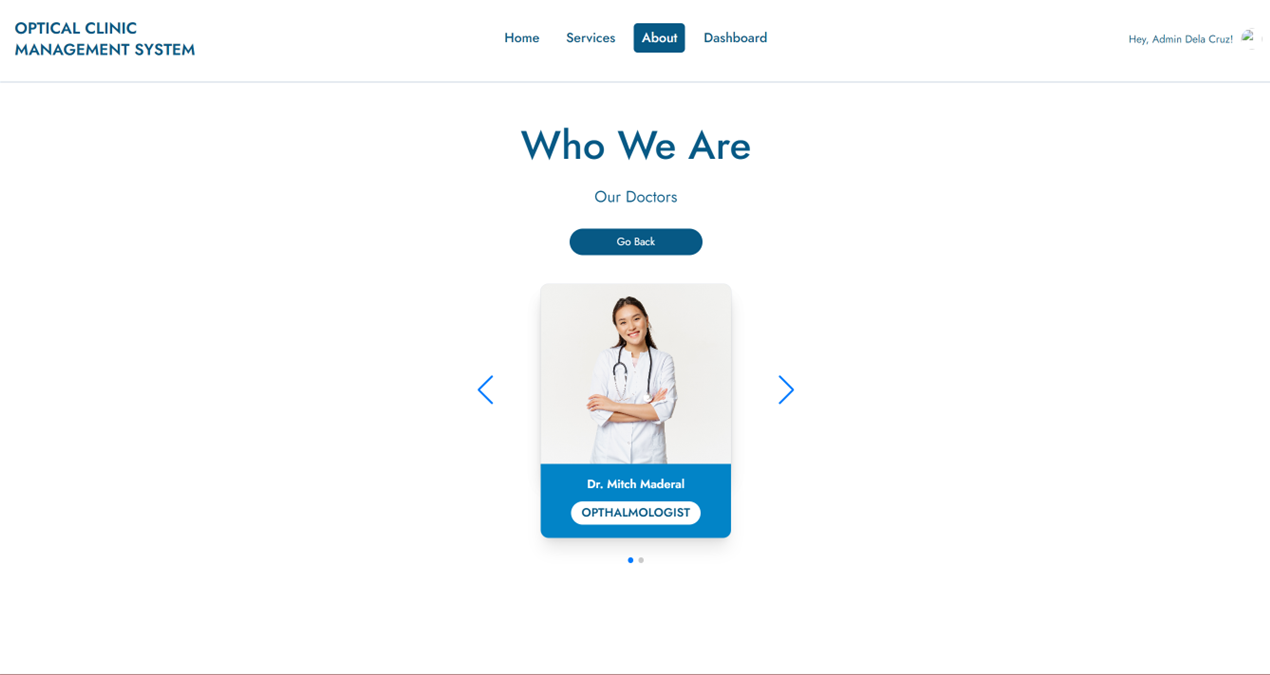 OPTICAL CLINIC
MANAGEMENT SYSTEM
Home Services About Dashboard
Hey, Admin Dela Cruz!
Who We Are
Our Doctors
Go Back
Dr. Mitch Maderal
OPTHALMOLOGIST